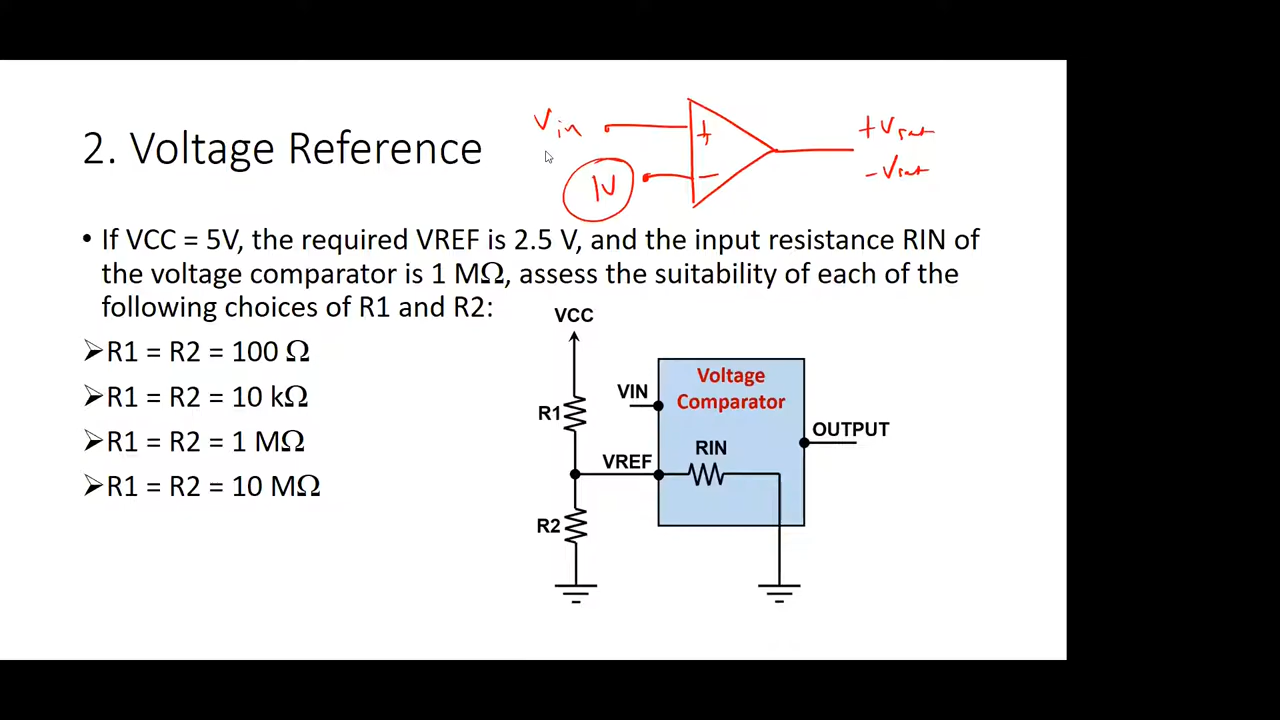 Vin
+
+Vsat
2. Voltage Reference
1V
−
-Vsat
• If VCC = 5V, the required VREF is 2.5 V, and the input resistance RIN of
the voltage comparator is 1 MΩ, assess the suitability of each of the
following choices of R1 and R2:
➢R1 = R2 = 100 Ω
➢R1 = R2 = 10 kΩ
➢R1 = R2 = 1 MΩ
➢R1 = R2 = 10 MΩ
VCC
Voltage
Comparator
VIN
R1
OUTPUT
RIN
VREF
R2